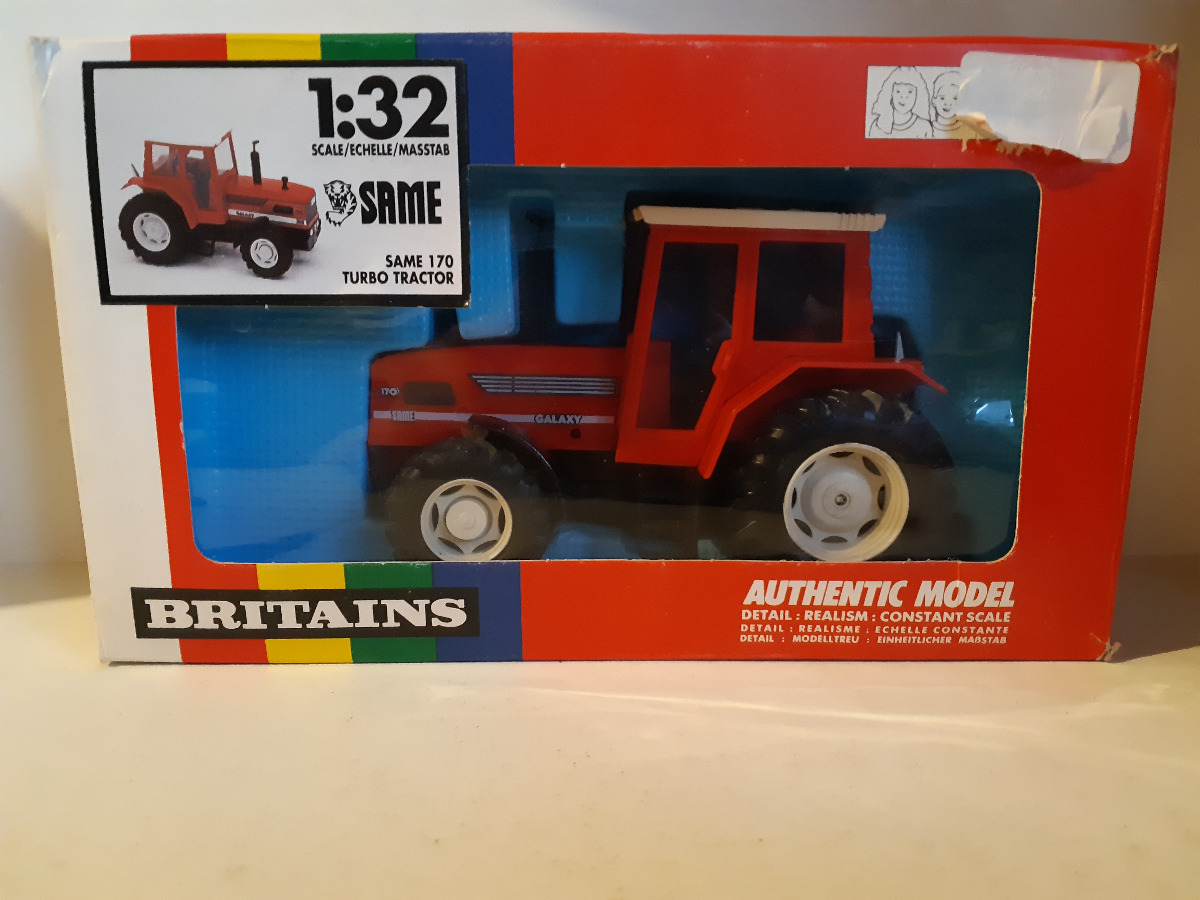 1:32
SCALE/ECHELLE/MASSTAB
SAME
SAME 170
TURBO TRACTOR
GALAXY
170
SAME
GALAXY
BRITAINS
AUTHENTIC MODEL
DETAIL : REALISM : CONSTANT SCALE
DETAIL : REALISME : ECHELLE CONSTANTE
DETAIL : MODELLTREU : EINHEITLICHER MAßSTAB